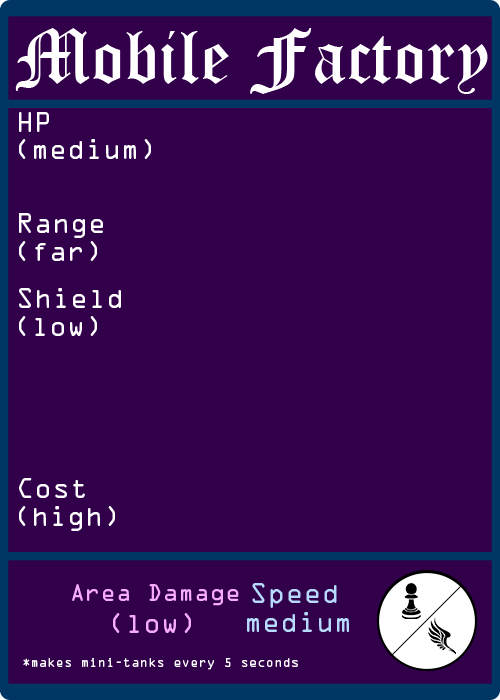 Mobile Factory
HP
(medium)
Range
(far)
Shield
(low)
Cost
(high)
Area Damage
(low)
Speed
medium
*makes mini-tanks every 5 seconds